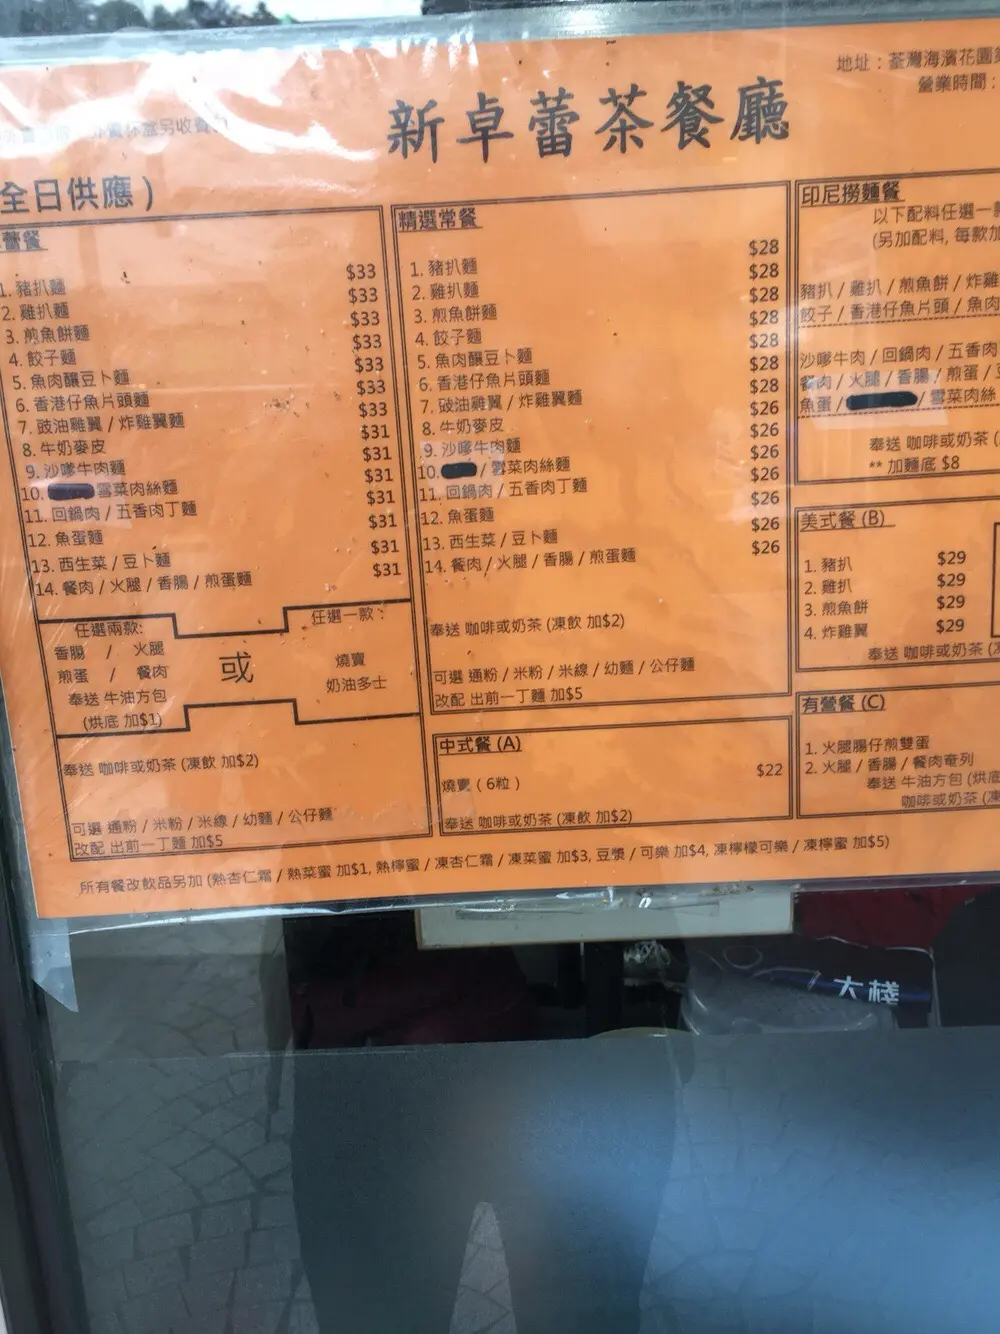 地址：荃灣海濱花園
營業時間：
外賣杯盒另收費
新卓蕾茶餐廳
全日供應）
蕾餐
1. 豬扒麵 $33
2. 雞扒麵 $33
3. 煎魚餅麵 $33
4. 餃子麵 $33
5. 魚肉釀豆卜麵 $33
6. 香港仔魚片頭麵 $33
7. 豉油雞翼 / 炸雞翼麵 $33
8. 牛奶麥皮 $31
9. 沙嗲牛肉麵 $31
10. 雪菜肉絲麵 $31
11. 回鍋肉 / 五香肉丁麵 $31
12. 魚蛋麵 $31
13. 西生菜 / 豆卜麵 $31
14. 餐肉 / 火腿 / 香腸 / 煎蛋麵 $31
任選兩款:
香腸 / 火腿
煎蛋 / 餐肉
奉送 牛油方包
(烘底 加$1)
或
任選一款：
燒賣
奶油多士
奉送 咖啡或奶茶 (凍飲 加$2)
可選 通粉 / 米粉 / 米線 / 幼麵 / 公仔麵
改配 出前一丁麵 加$5
精選常餐
1. 豬扒麵 $28
2. 雞扒麵 $28
3. 煎魚餅麵 $28
4. 餃子麵 $28
5. 魚肉釀豆卜麵 $28
6. 香港仔魚片頭麵 $28
7. 豉油雞翼 / 炸雞翼麵 $28
8. 牛奶麥皮 $26
9. 沙嗲牛肉麵 $26
10. / 雪菜肉絲麵 $26
11. 回鍋肉 / 五香肉丁麵 $26
12. 魚蛋麵 $26
13. 西生菜 / 豆卜麵 $26
14. 餐肉 / 火腿 / 香腸 / 煎蛋麵 $26
奉送 咖啡或奶茶 (凍飲 加$2)
可選 通粉 / 米粉 / 米線 / 幼麵 / 公仔麵
改配 出前一丁麵 加$5
中式餐 (A)
燒賣 ( 6粒 ) $22
奉送 咖啡或奶茶 (凍飲 加$2)
印尼撈麵餐
以下配料任選一
(另加配料, 每款加
豬扒 / 雞扒 / 煎魚餅 / 炸雞
餃子 / 香港仔魚片頭 / 魚肉
沙嗲牛肉 / 回鍋肉 / 五香肉
餐肉 / 火腿 / 香腸 / 煎蛋 /
魚蛋 / / 雪菜肉絲
奉送 咖啡或奶茶 (
** 加麵底 $8
美式餐 (B)
1. 豬扒 $29
2. 雞扒 $29
3. 煎魚餅 $29
4. 炸雞翼 $29
奉送 咖啡或奶茶 (
有營餐 (C)
1. 火腿腸仔煎雙蛋
2. 火腿 / 香腸 / 餐肉奄列
奉送 牛油方包 (烘底
咖啡或奶茶 (凍
所有餐改飲品另加 (熱杏仁霜 / 熱菜蜜 加$1, 熱檸蜜 / 凍杏仁霜 / 凍菜蜜 加$3, 豆漿 / 可樂 加$4, 凍檸檬可樂 / 凍檸蜜 加$5)
大棧